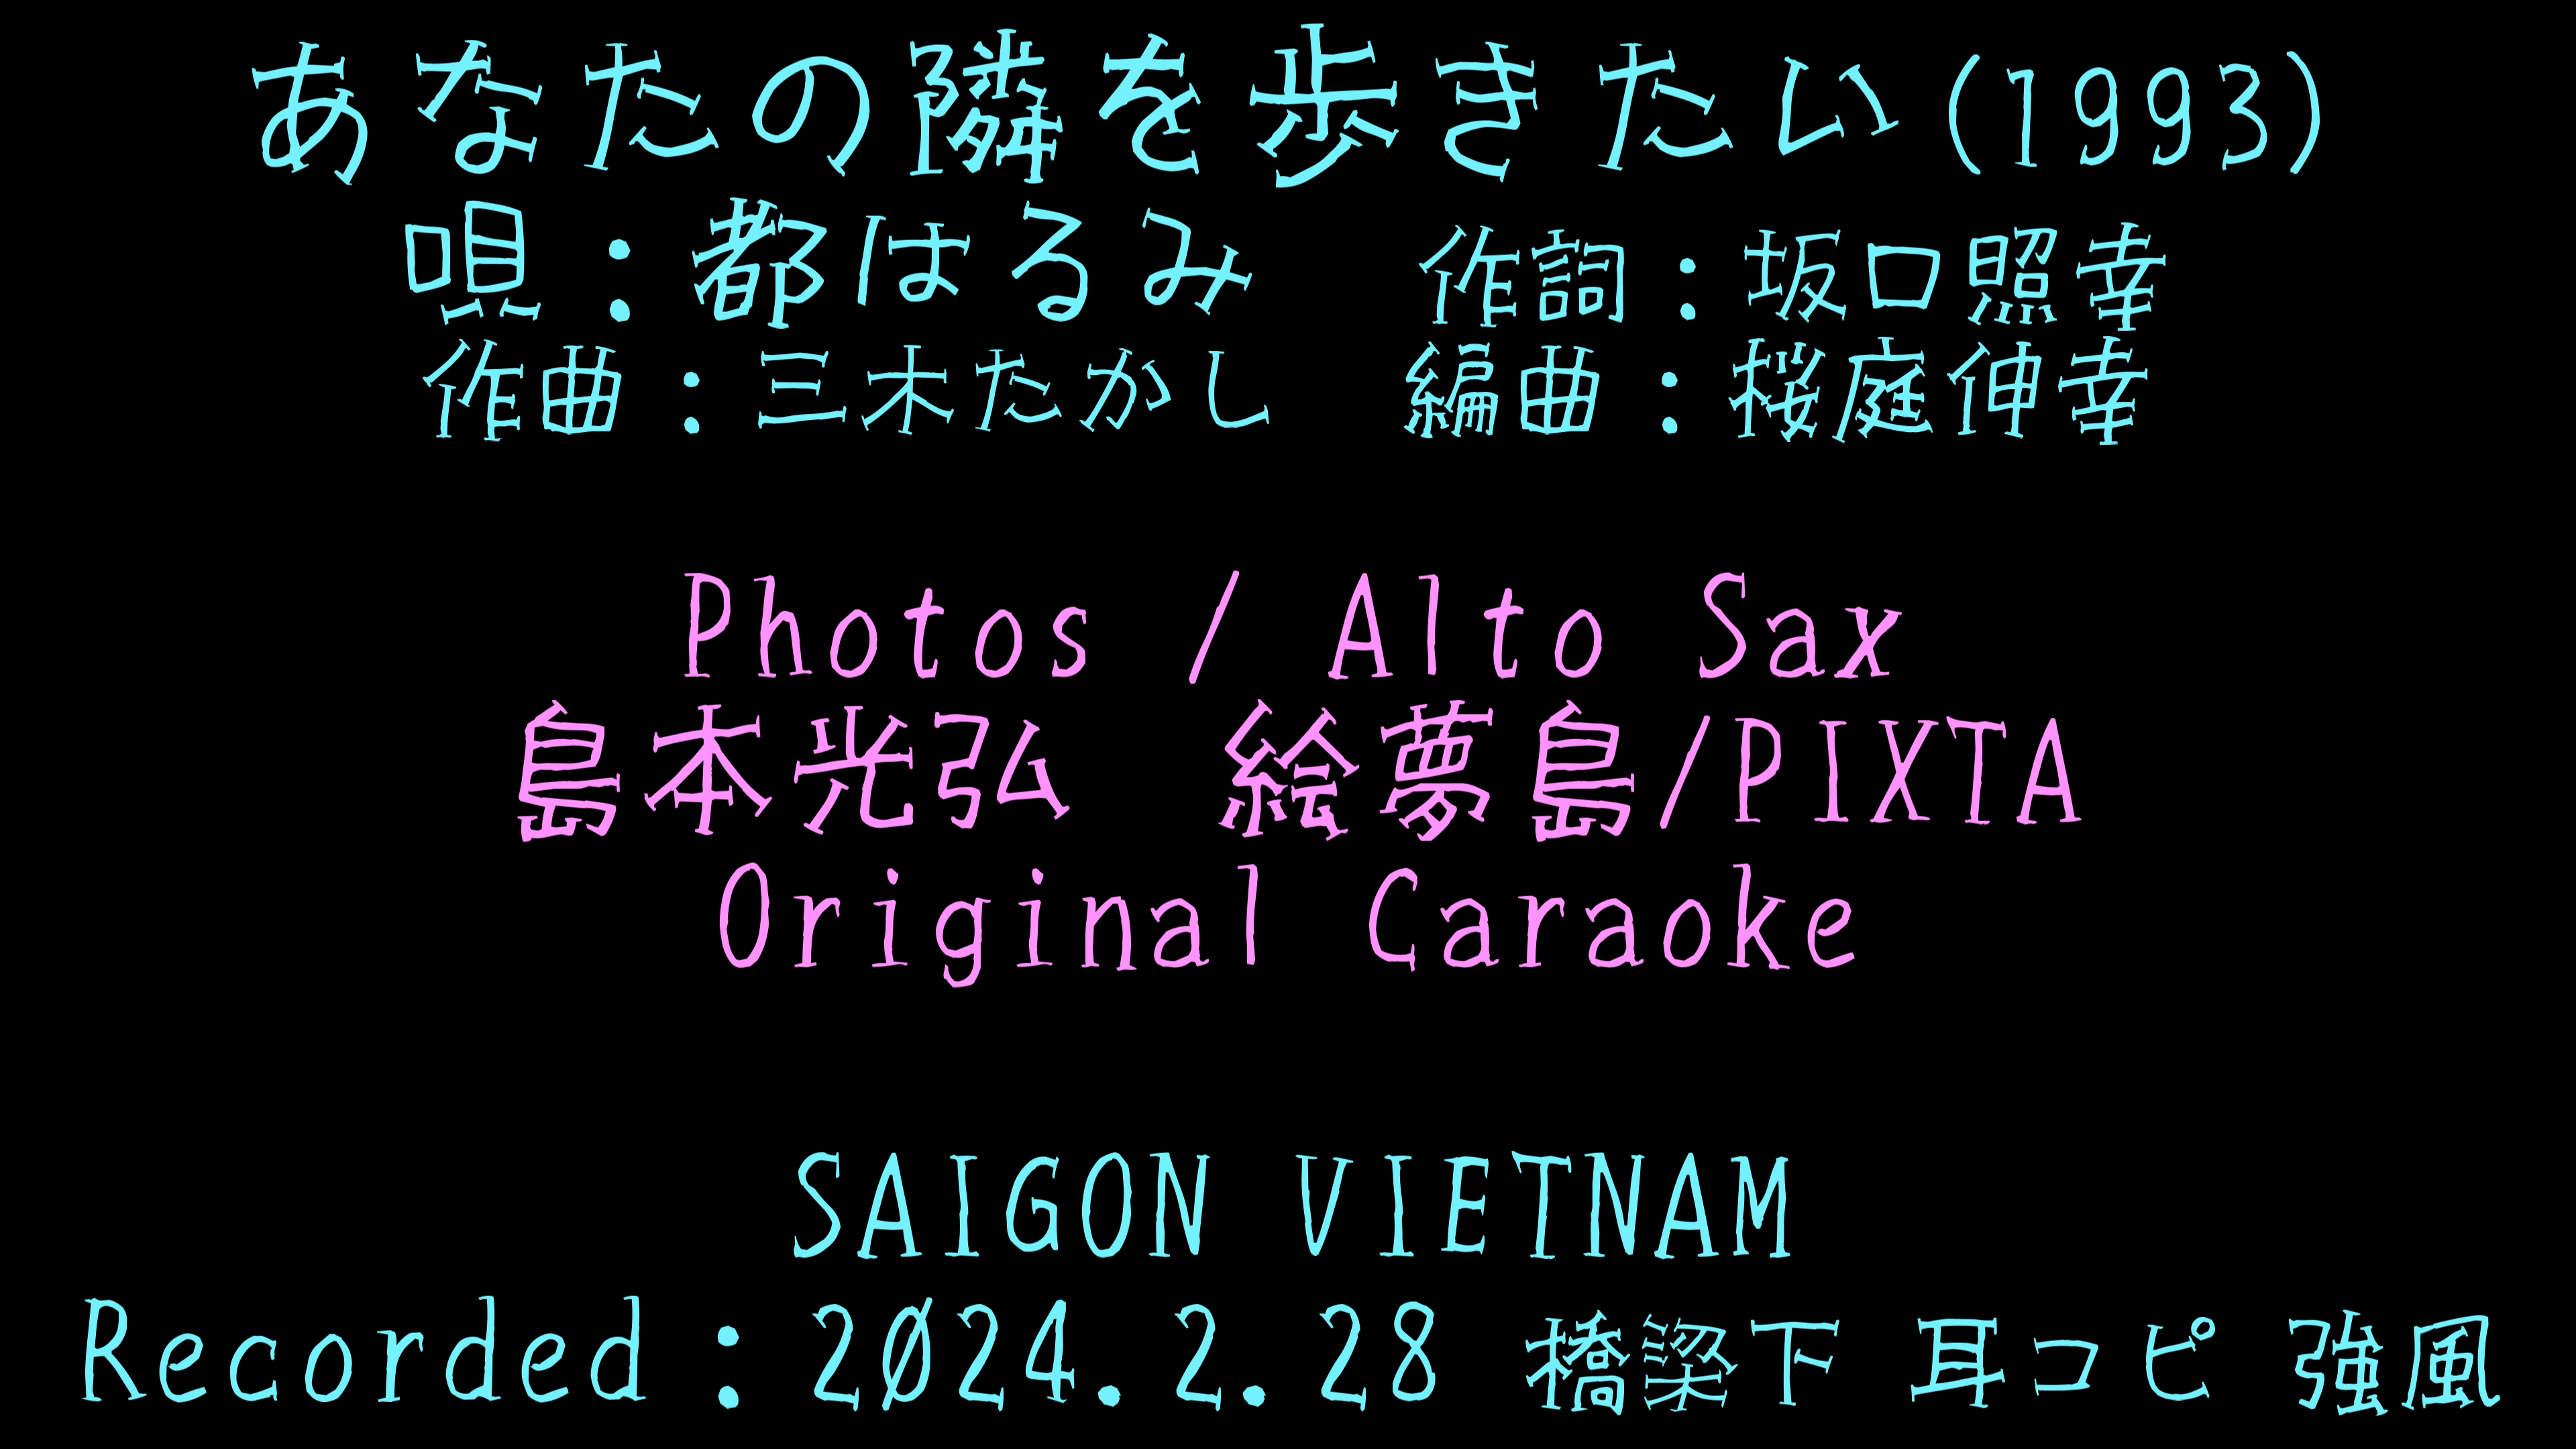 あなたの隣を歩きたい(1993)
唄：都はるみ　作詞：坂口照幸
作曲：三木たかし　編曲：桜庭伸幸
Photos / Alto Sax
島本光弘　絵夢島/PIXTA
Original Caraoke
SAIGON VIETNAM
Recorded：2024.2.28 橋梁下 耳コピ 強風